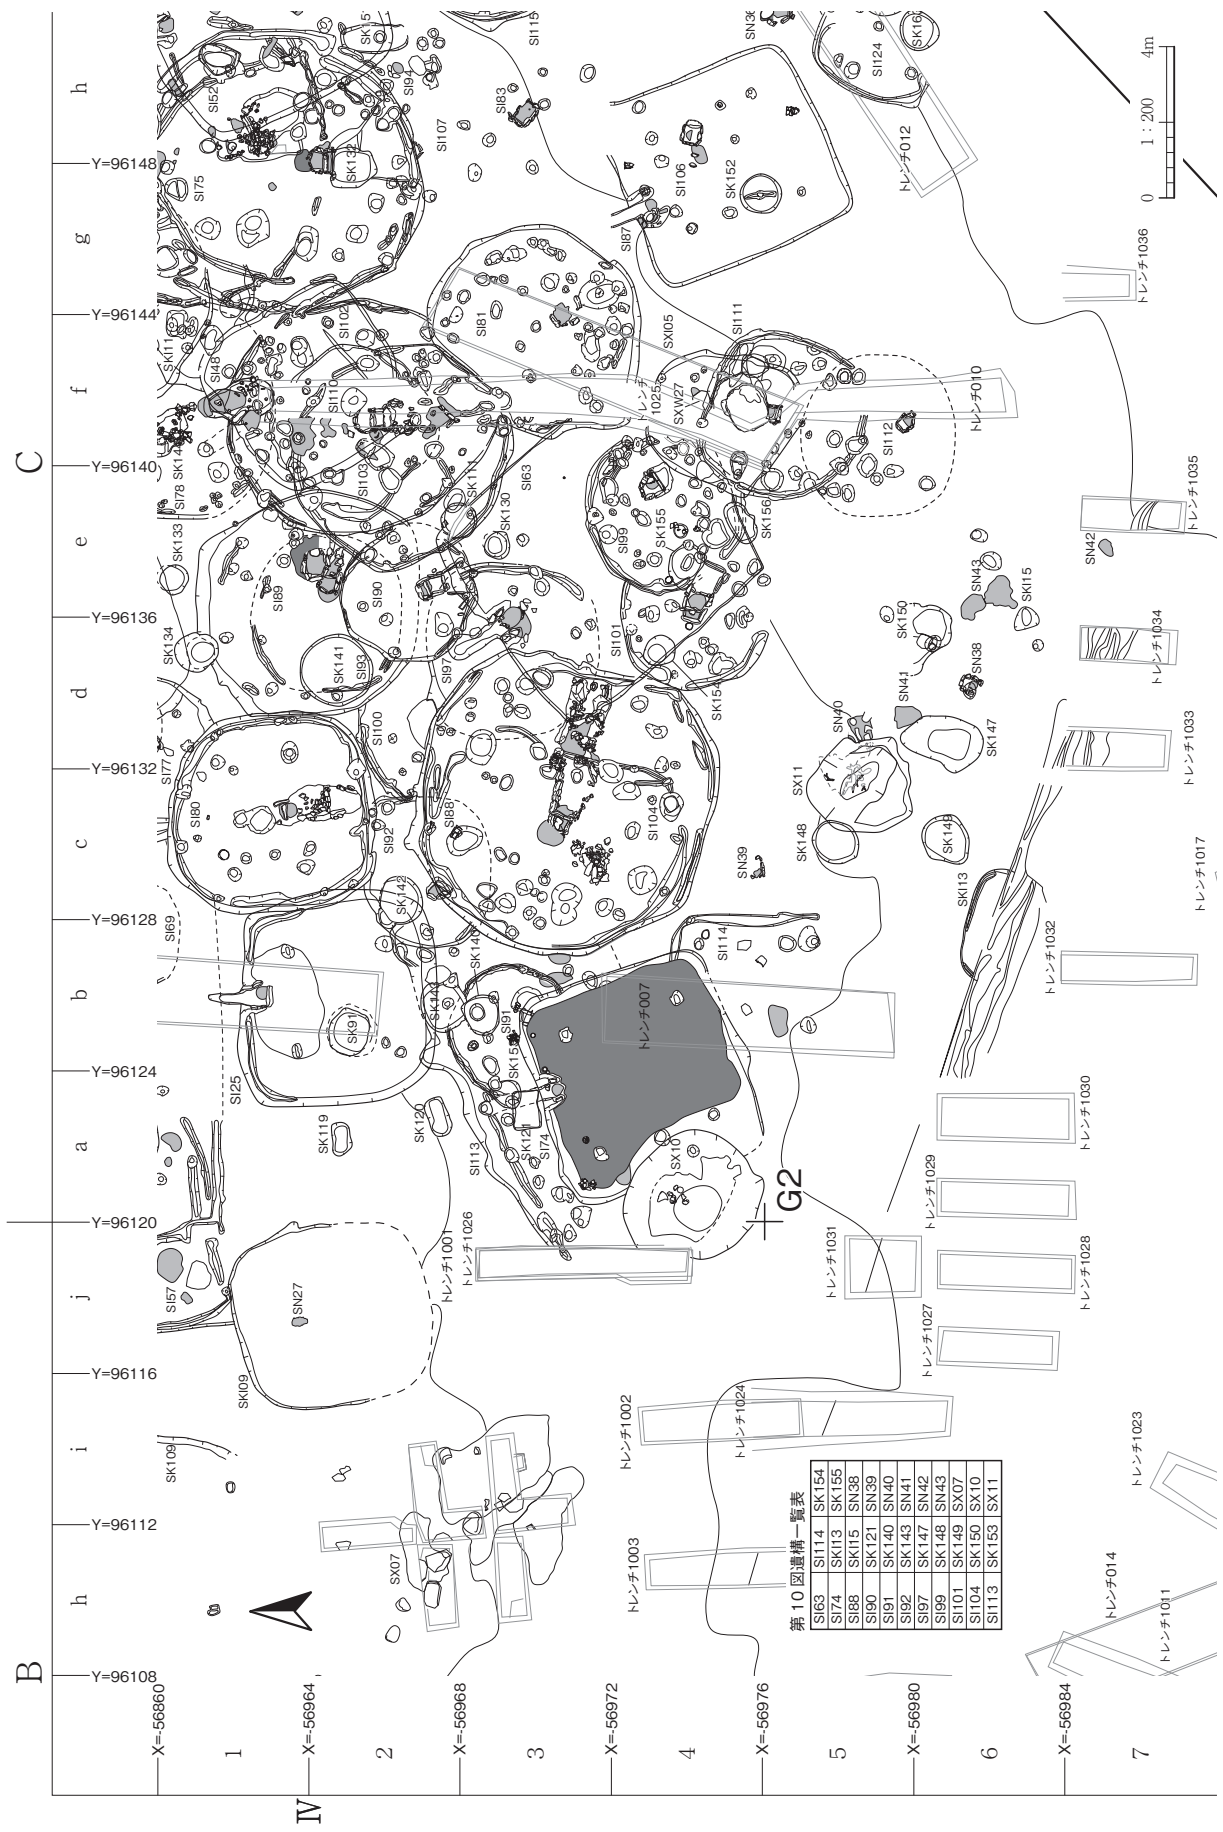 B
C
h
i
j
a
b
c
d
e
f
g
h
Y=96108
Y=96112
Y=96116
Y=96120
Y=96124
Y=96128
Y=96132
Y=96136
Y=96140
Y=96144
Y=96148
Ⅳ
X=-56860
1
X=-56964
2
X=-56968
3
X=-56972
4
X=-56976
5
X=-56980
6
X=-56984
7
SK109
SKI09
SI57
SN27
SX07
SI25
SI69
SK91
SK119
SK120
SI113
SK121
SI74
SI91
SK140
SK142
SI80
SI77
SI92
SI100
SI88
SI104
SI114
SN39
SX10
G2
SX11
SK148
SK149
SKI13
SK147
SN40
SN41
SN38
SK150
SN43
SKI15
SN42
SK134
SK133
SK141
SI93
SI89
SI90
SI97
SI101
SK154
SI99
SK155
SK156
SK130
SI63
SK111
SI103
SI110
SI102
SI48
SI78
SI81
SXI05
SXW27
SI111
SI112
SI87
SI106
SK152
SI83
SI107
SI94
SK132
SI52
SI75
SI115
SI124
トレンチ1001
トレンチ1026
トレンチ1002
トレンチ1024
トレンチ1003
トレンチ1031
トレンチ1027
トレンチ1028
トレンチ1029
トレンチ1030
トレンチ1032
トレンチ1017
トレンチ1033
トレンチ1034
トレンチ1035
トレンチ1036
トレンチ1023
トレンチ014
トレンチ1011
トレンチ007
トレンチ
1025
トレンチ010
トレンチ012
0 1：200 4m
第10図遺構一覧表
SI63 SI114 SK154
SI74 SKI13 SK155
SI88 SKI15 SN38
SI90 SK121 SN39
SI91 SK140 SN40
SI92 SK143 SN41
SI97 SK147 SN42
SI99 SK148 SN43
SI101 SK149 SX07
SI104 SK150 SX10
SI113 SK153 SX11